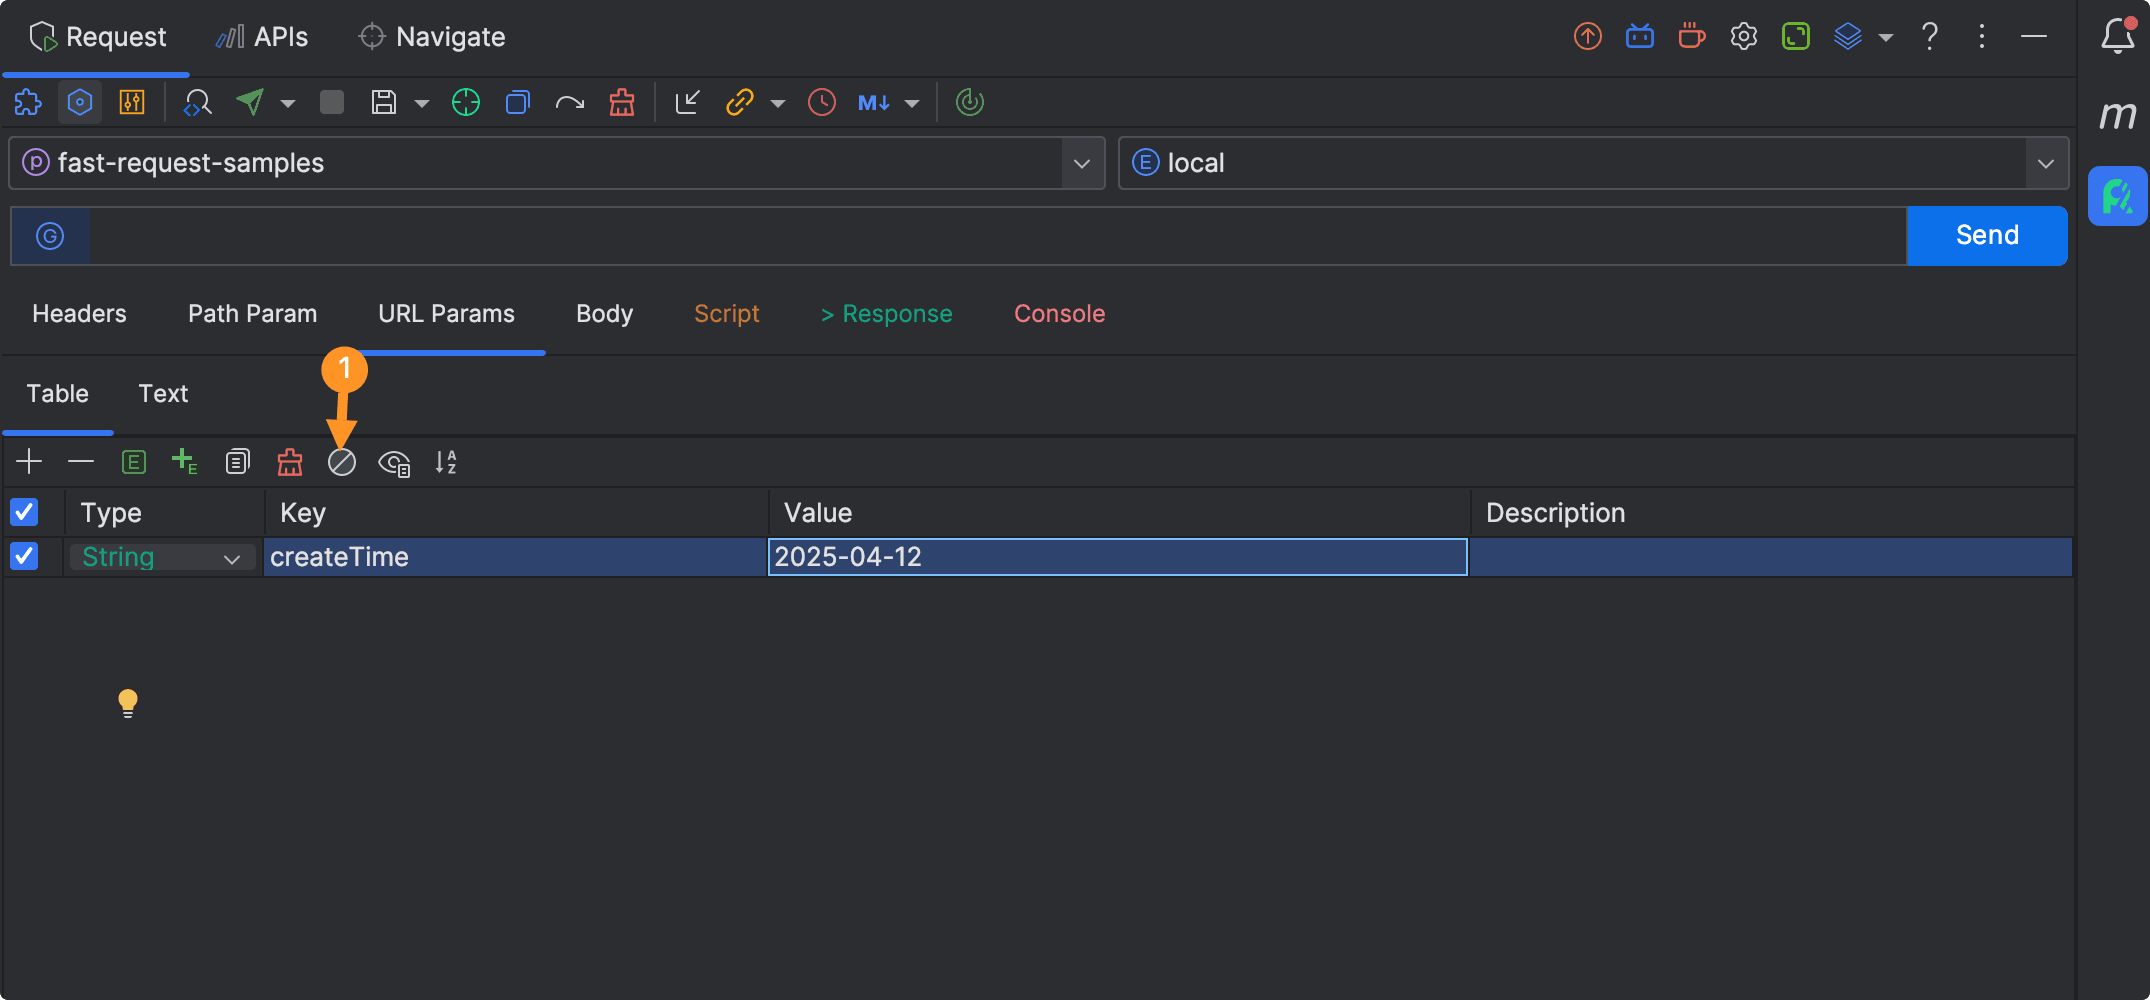 Request APIs Navigate
M↓
m
P fast-request-samples E local
G Send
Headers Path Param URL Params Body Script > Response Console
1
Table Text
E E A Z
Type Key Value Description
String createTime 2025-04-12